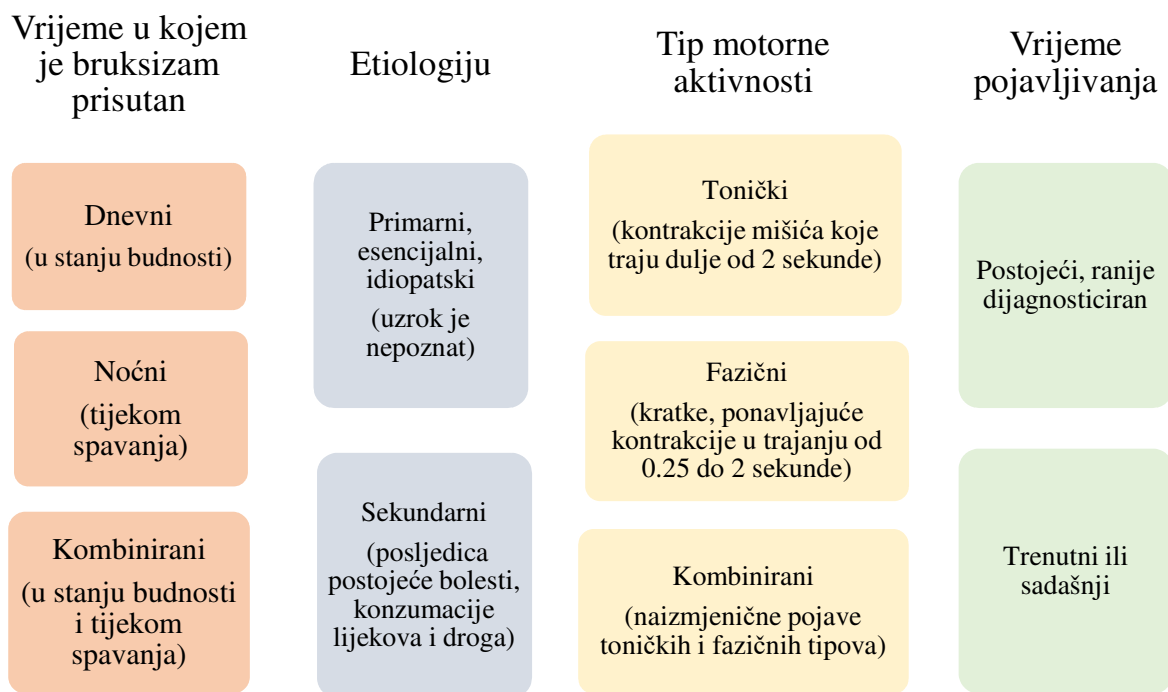 Vrijeme u kojem
je bruksizam
prisutan
Dnevni
(u stanju budnosti)
Noćni
(tijekom
spavanja)
Kombinirani
(u stanju budnosti
i tijekom
spavanja)
Etiologiju
Primarni,
esencijalni,
idiopatski
(uzrok je
nepoznat)
Sekundarni
(posljedica
postojeće bolesti,
konzumacije
lijekova i droga)
Tip motorne
aktivnosti
Tonički
(kontrakcije mišića koje
traju dulje od 2 sekunde)
Fazični
(kratke, ponavljajuće
kontrakcije u trajanju od
0.25 do 2 sekunde)
Kombinirani
(naizmjenične pojave
toničkih i fazičnih tipova)
Vrijeme
pojavljivanja
Postojeći, ranije
dijagnosticiran
Trenutni ili
sadašnji